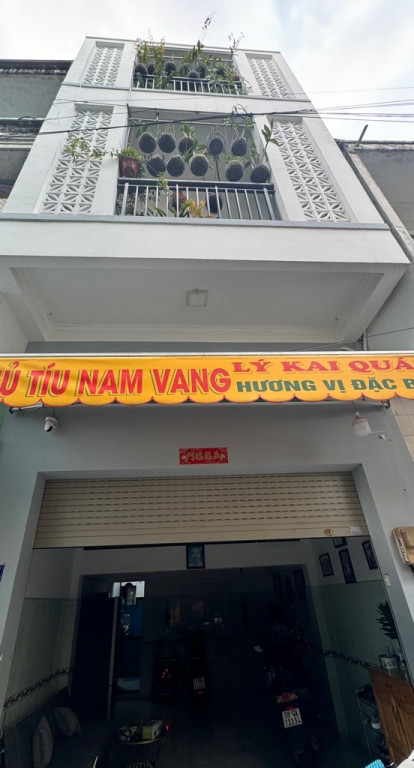 Ủ TÍU NAM VANG
LÝ KAI QUÁ
HƯƠNG VỊ ĐẶC B